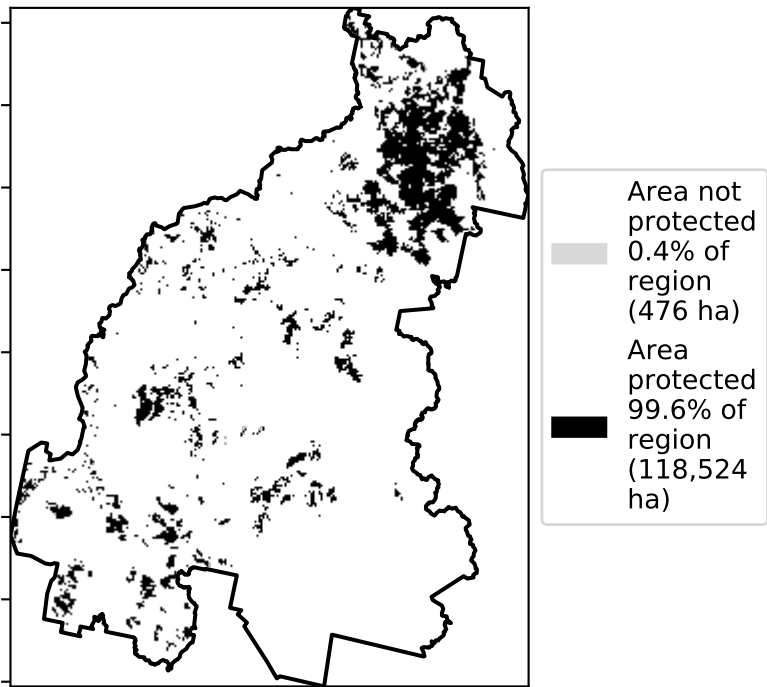 Area not
protected
0.4% of
region
(476 ha)
Area
protected
99.6% of
region
(118,524
ha)